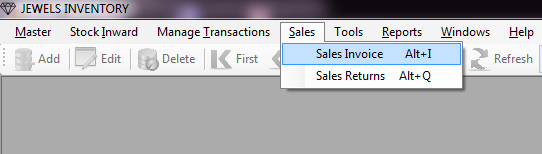 JEWELS INVENTORY
Master Stock Inward Manage Transactions Sales Tools Reports Windows Help
Add Edit Delete First Refresh
Sales Invoice Alt+I
Sales Returns Alt+Q